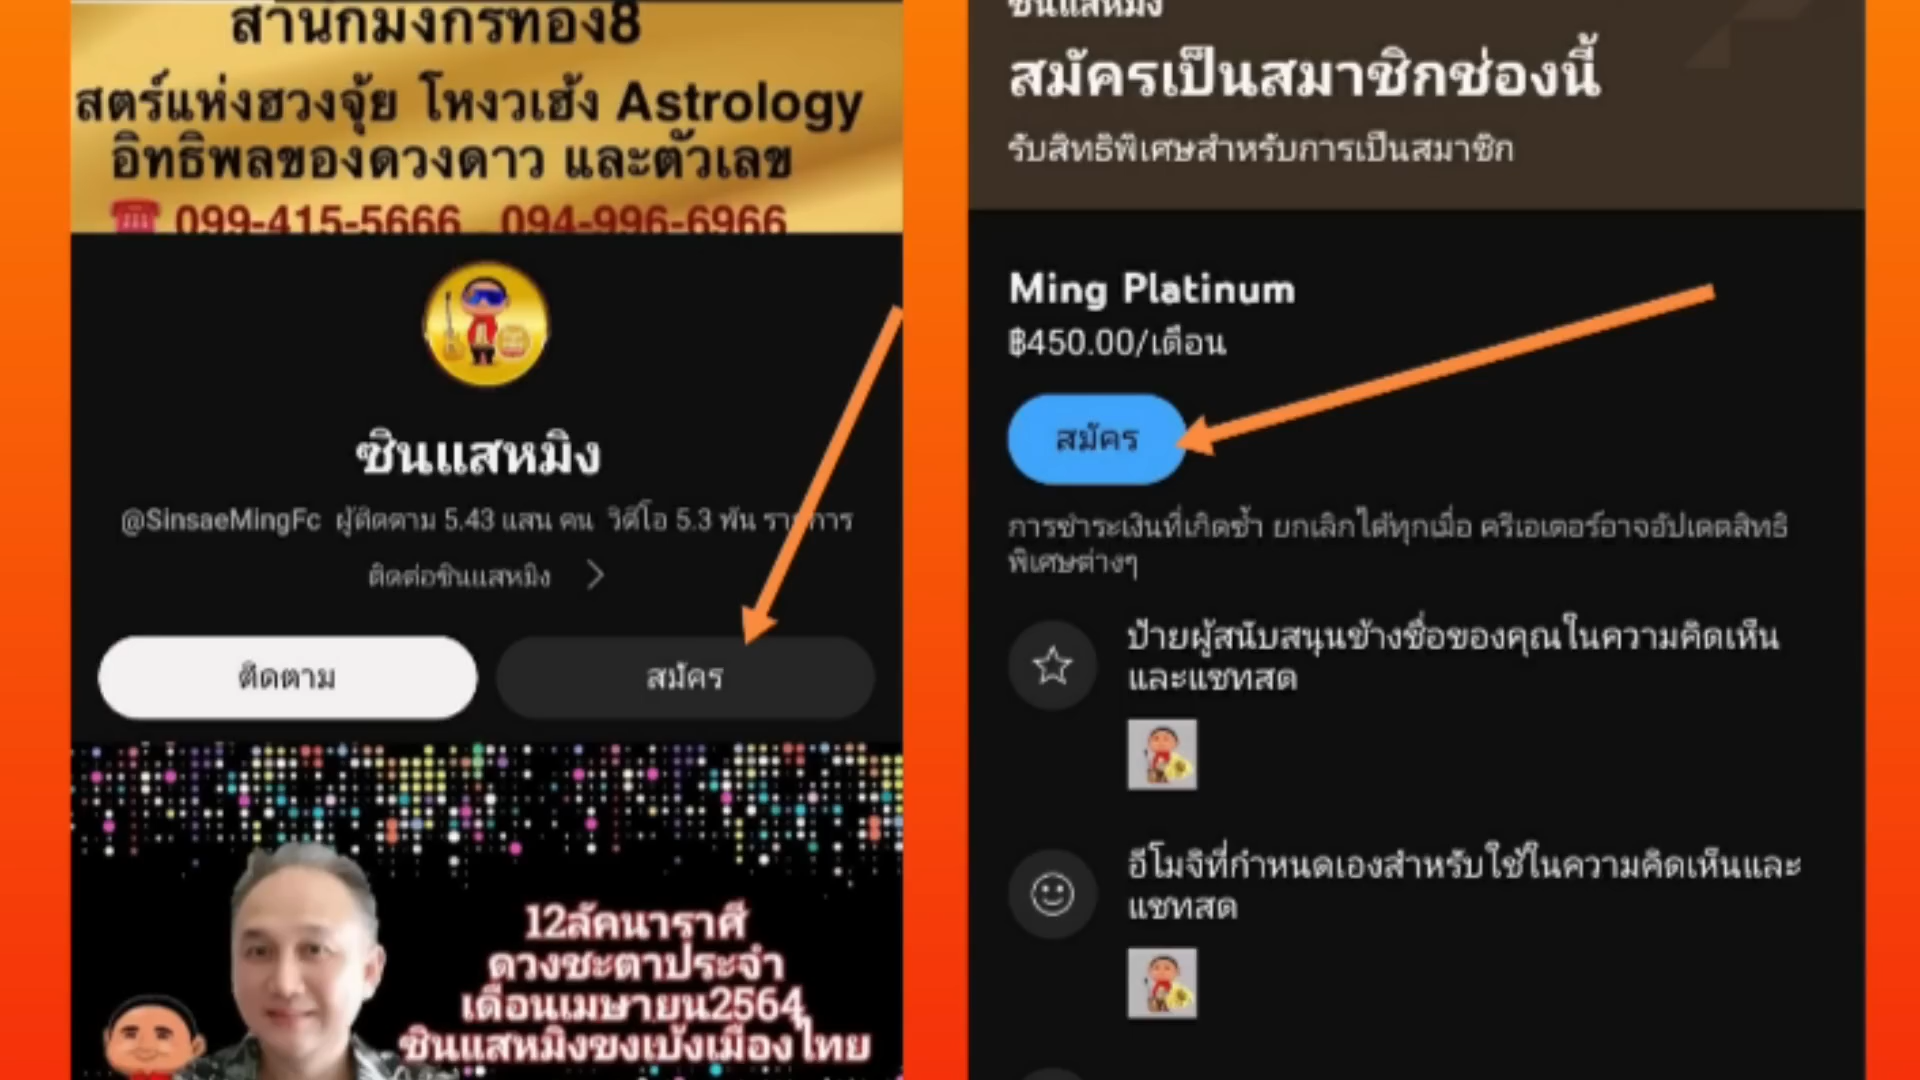 สำนักมังกรทอง8
สตร์แห่งฮวงจุ้ย โหงวเฮ้ง Astrology
อิทธิพลของดวงดาว และตัวเลข
099-415-5666 094-996-6966
ซินแสหมิง
@SinsaeMingFc ผู้ติดตาม 5.43 แสน คน วิดีโอ 5.3 พัน รายการ
ติดต่อซินแสหมิง
ติดตาม
สมัคร
12ลัคนาราศี
ดวงชะตาประจำ
เดือนเมษายน2564
ซินแสหมิงขงเบ้งเมืองไทย
ซินแสหมิง
สมัครเป็นสมาชิกช่องนี้
รับสิทธิพิเศษสำหรับการเป็นสมาชิก
Ming Platinum
฿450.00/เดือน
สมัคร
การชำระเงินที่เกิดซ้ำ ยกเลิกได้ทุกเมื่อ ครีเอเตอร์อาจอัปเดตสิทธิ
พิเศษต่างๆ
ป้ายผู้สนับสนุนข้างชื่อของคุณในความคิดเห็น
และแชทสด
อีโมจิที่กำหนดเองสำหรับใช้ในความคิดเห็นและ
แชทสด